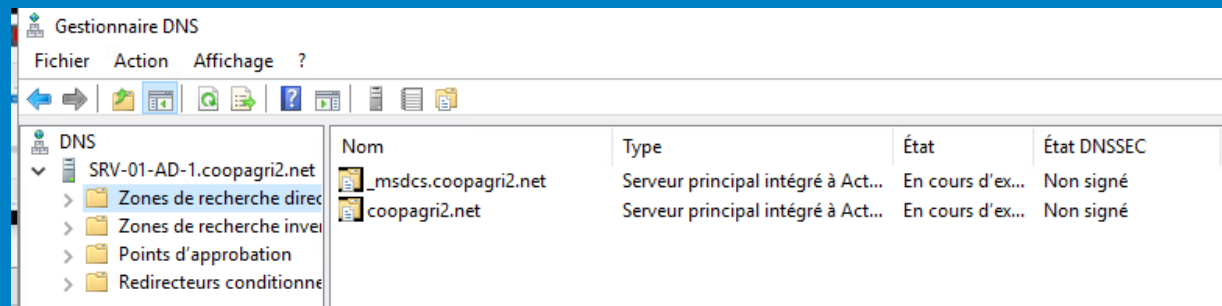 Gestionnaire DNS
Fichier Action Affichage ?
DNS
SRV-01-AD-1.coopagri2.net
Zones de recherche direc
Zones de recherche inver
Points d'approbation
Redirecteurs conditionne
Nom Type État État DNSSEC
_msdcs.coopagri2.net Serveur principal intégré à Act... En cours d'ex... Non signé
coopagri2.net Serveur principal intégré à Act... En cours d'ex... Non signé